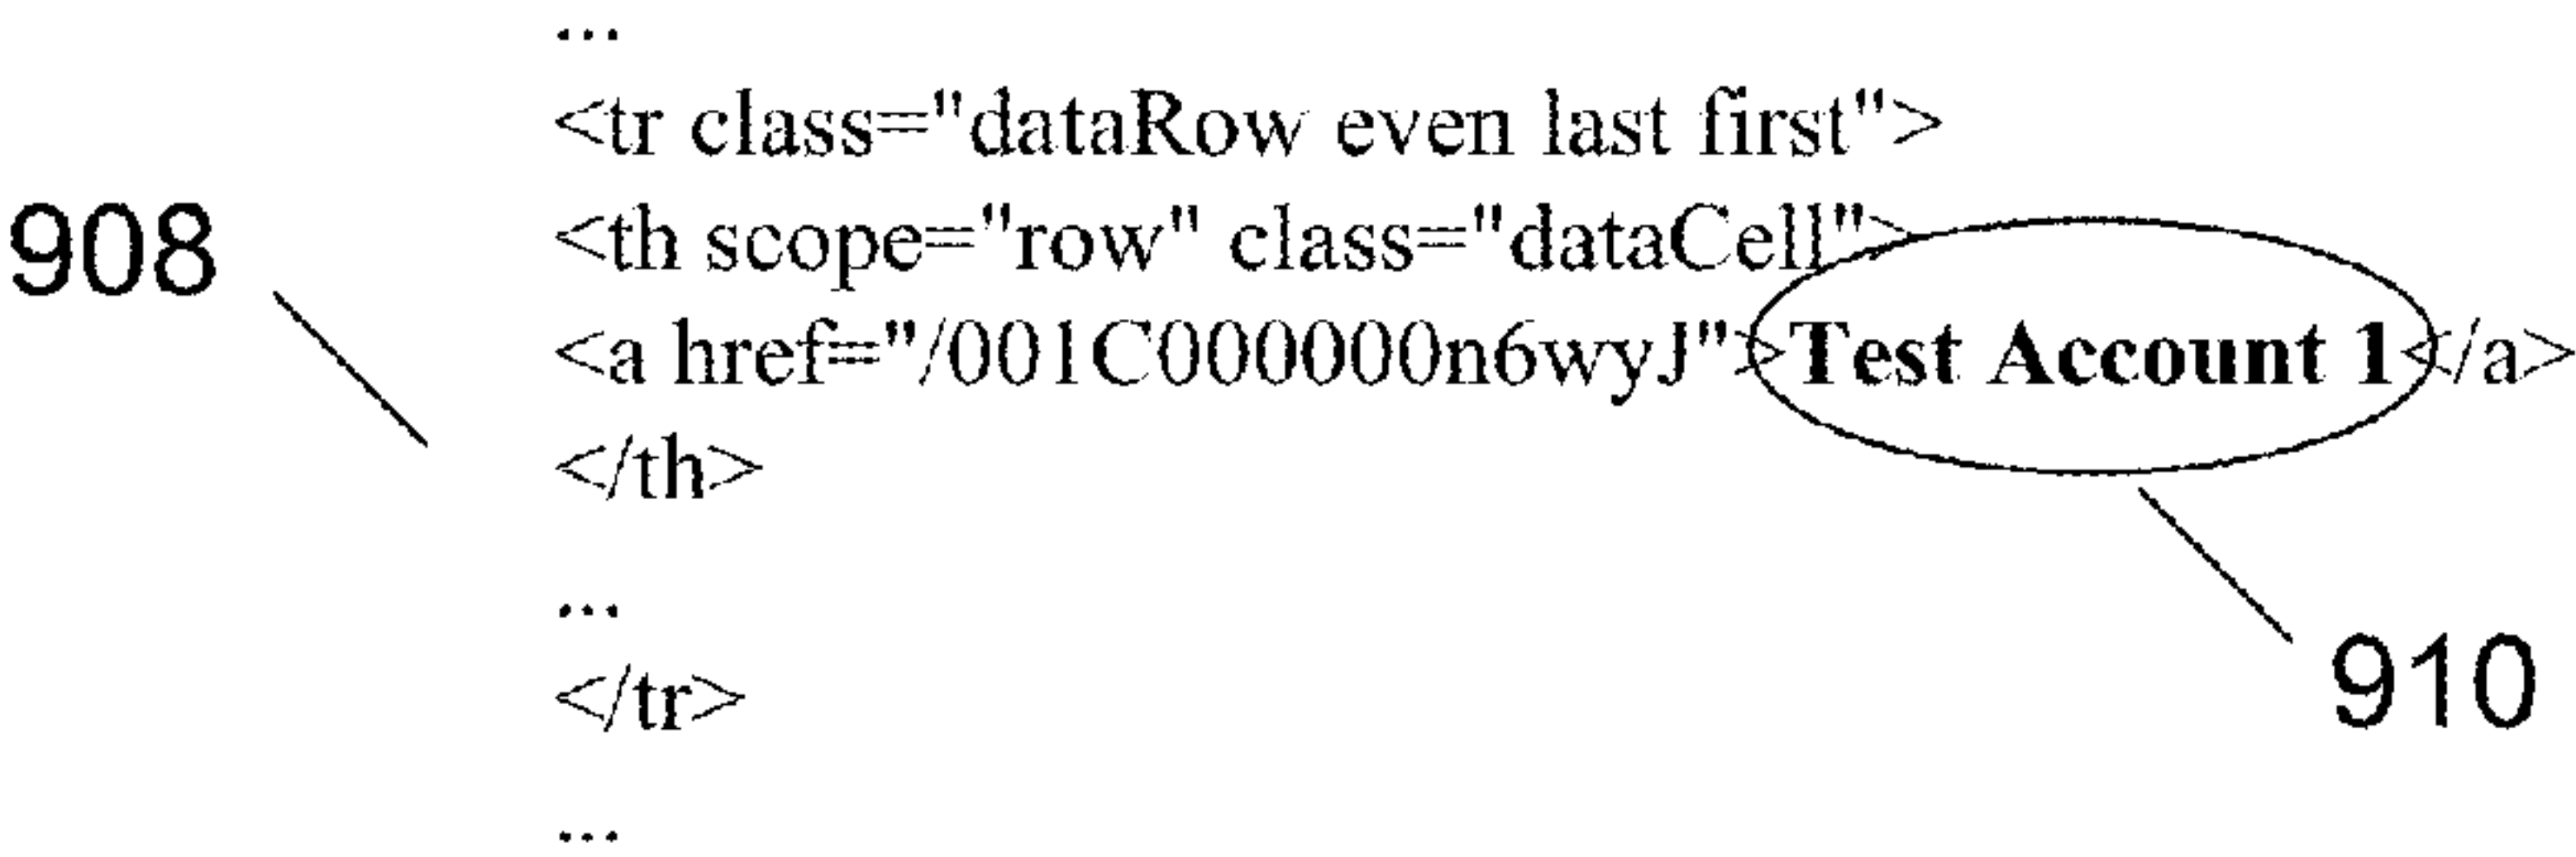 ...
<tr class="dataRow even last first">
908
<th scope="row" class="dataCell">
<a href="/001C000000n6wyJ">Test Account 1</a>
</th>
...
</tr>
910
...